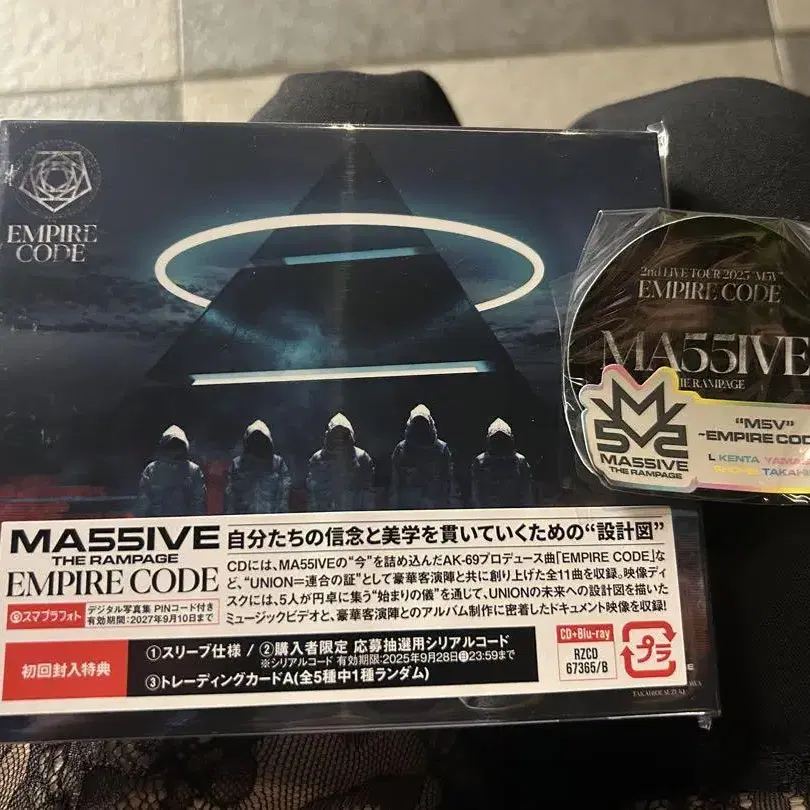 EMPIRE
CODE
2nd LIVE TOUR 2025 "M5V"
EMPIRE CODE
MA55IVE
THE RAMPAGE
MA55IVE
THE RAMPAGE
"M5V"
~EMPIRE COD
L KENTA YAMA
SHOHEI TAKAHI
MA55IVE
THE RAMPAGE
EMPIRE CODE
スマプラフォト
デジタル写真集 PINコード付き
有効期間：2027年9月10日まで
自分たちの信念と美学を貫いていくための“設計図”
CDには、MA55IVEの“今”を詰め込んだAK-69プロデュース曲「EMPIRE CODE」な
ど、“UNION＝連合の証”として豪華客演陣と共に創り上げた全11曲を収録。映像ディ
スクには、5人が円卓に集う“始まりの儀”を通じて、UNIONの未来への設計図を描いた
ミュージックビデオと、豪華客演陣とのアルバム制作に密着したドキュメント映像を収録!
初回封入特典
①スリーブ仕様 / ②購入者限定 応募抽選用シリアルコード
※シリアルコード 有効期限:2025年9月28日(日)23:59まで
③トレーディングカードA(全5種中1種ランダム)
CD+Blu-ray
RZCD
67365/B
プラ
TAKAHIDE SUZUKI